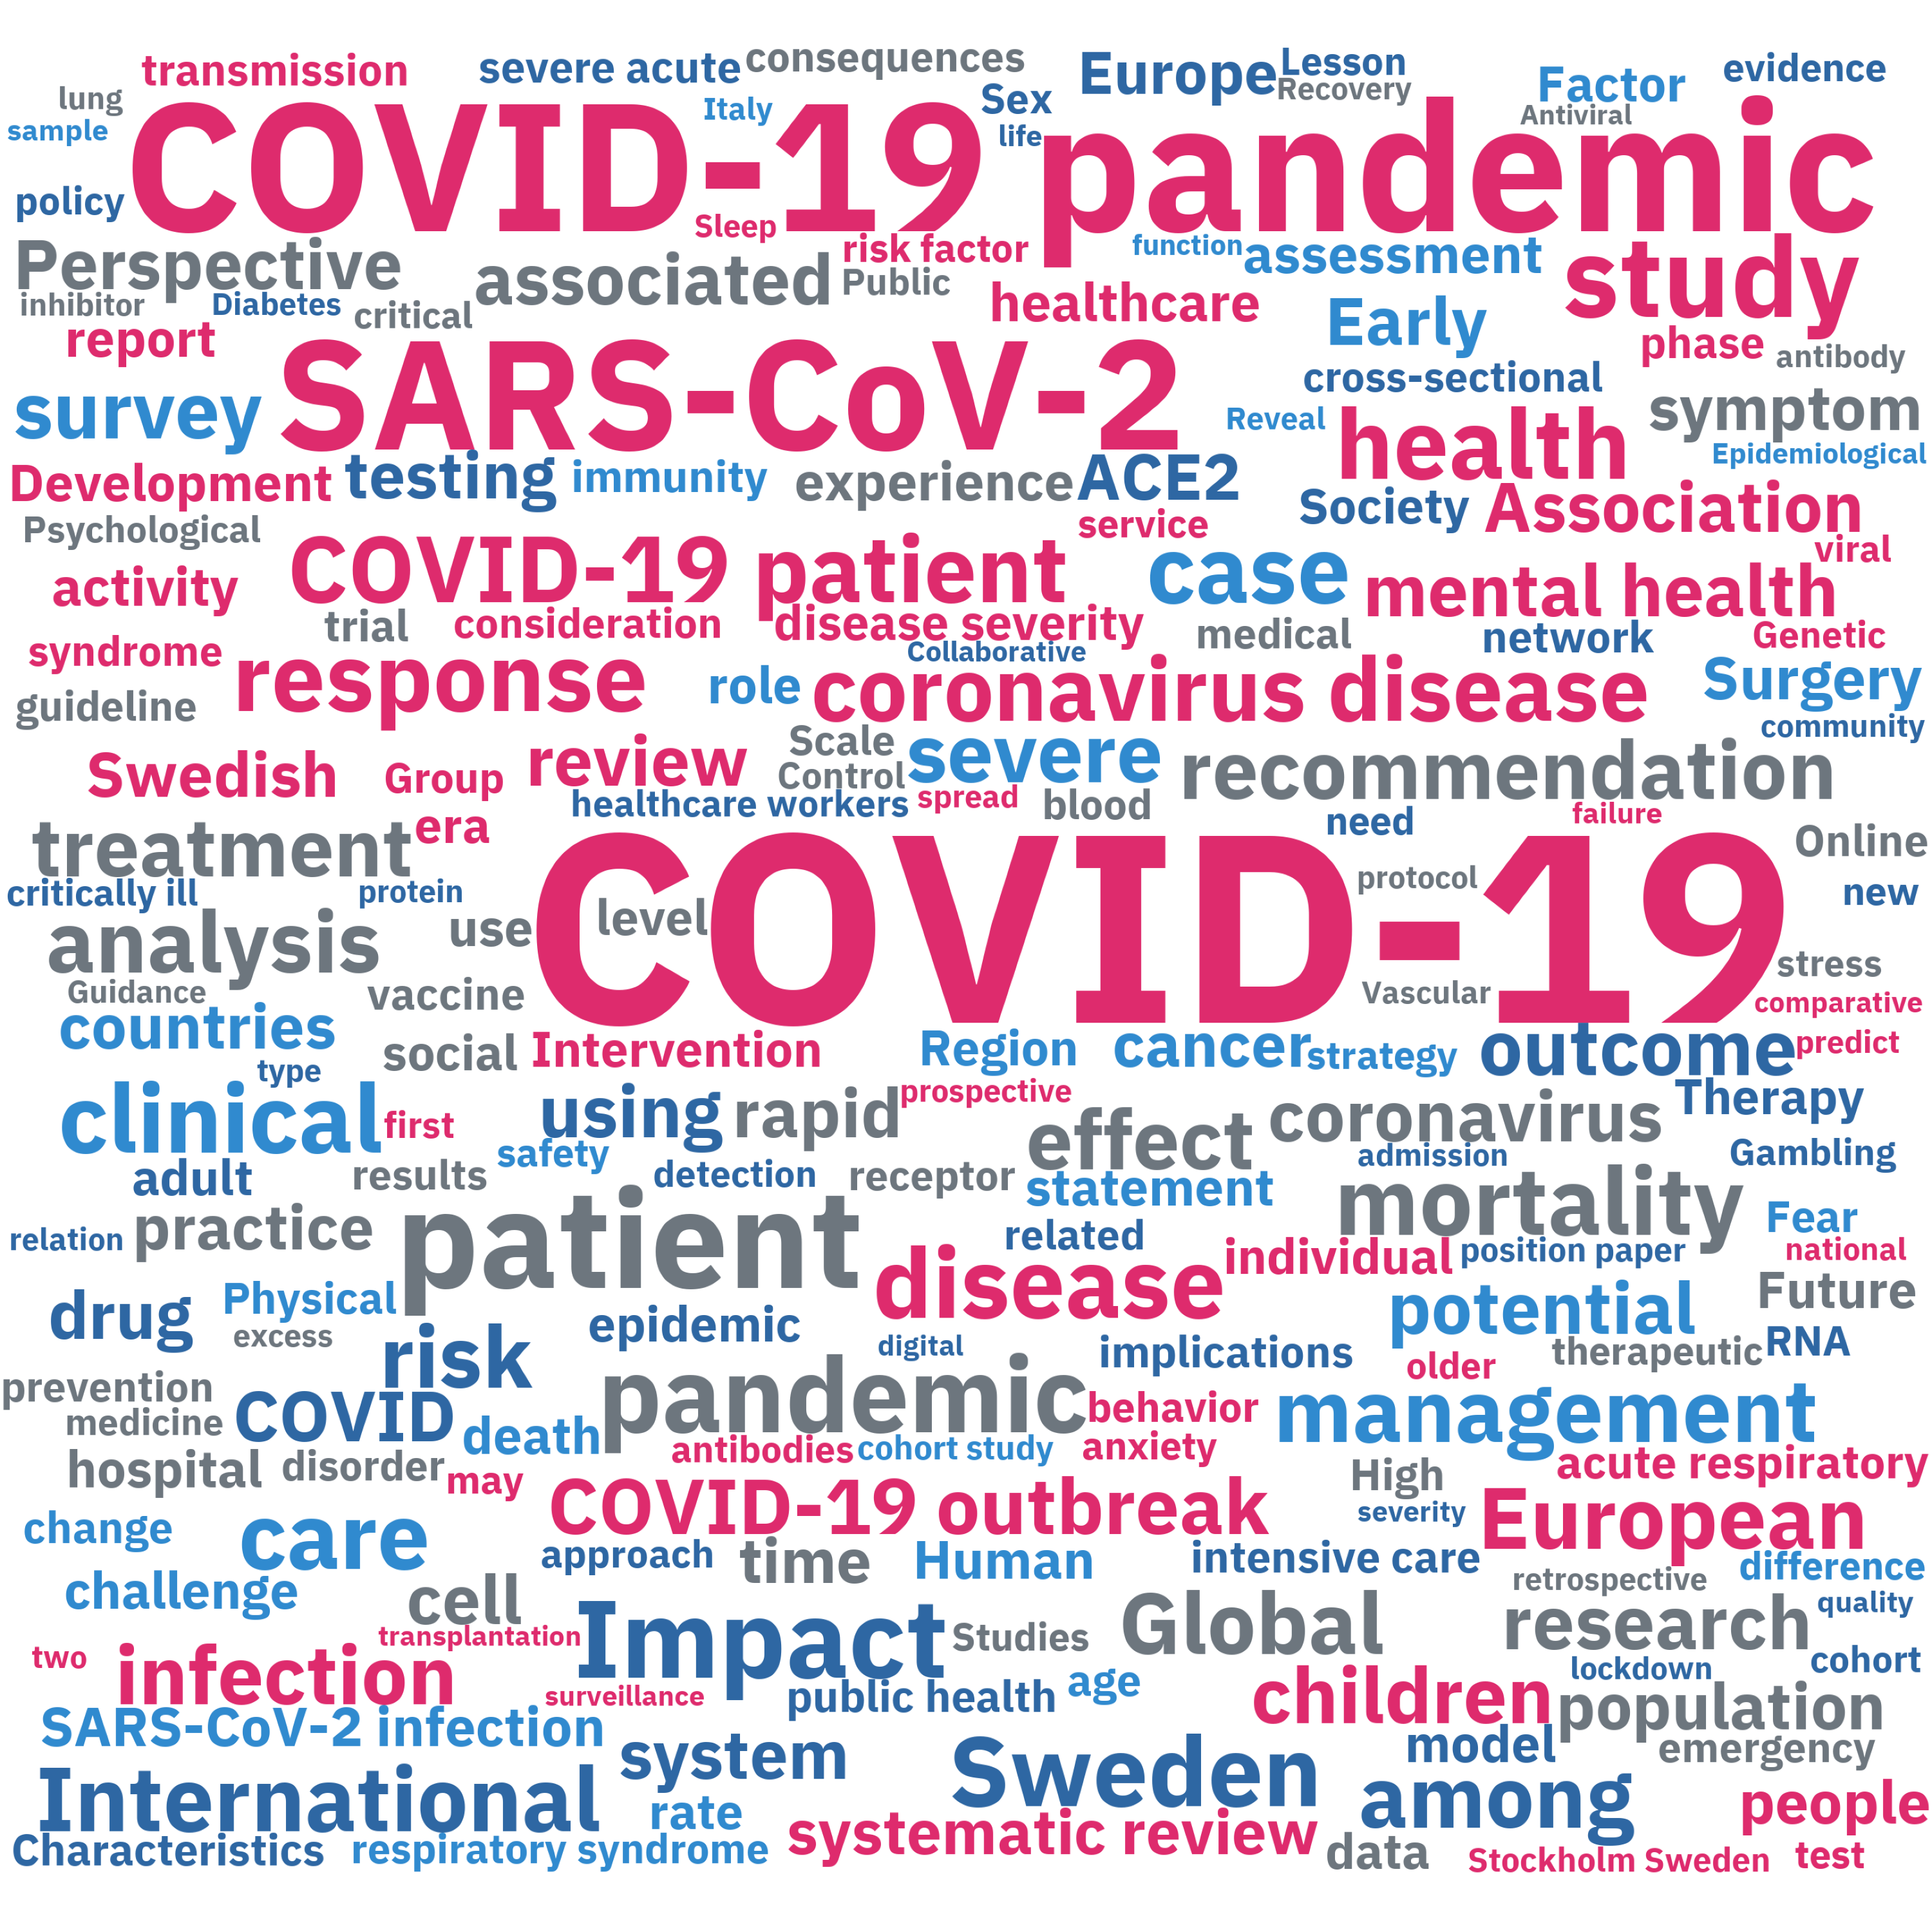 transmission severe acute consequences Europe Lesson Factor evidence
lung Italy Sex Recovery Antiviral
sample life
COVID-19 pandemic
policy Sleep
Perspective associated risk factor function assessment study
inhibitor Diabetes critical Public healthcare Early
report phase antibody
survey SARS-CoV-2 cross-sectional symptom
Reveal health Epidemiological
Development testing immunity experience ACE2 Society Association
Psychological service viral
activity COVID-19 patient case mental health
trial consideration disease severity medical network Genetic
syndrome Collaborative
guideline response role coronavirus disease Surgery
community
Swedish Group review Scale severe recommendation
Control
healthcare workers spread blood need failure
treatment era Online
critically ill protein COVID-19 protocol new
analysis use level
Guidance vaccine Vascular stress
comparative
countries social Intervention Region cancer strategy outcome predict
type
clinical first using rapid prospective effect coronavirus Therapy
safety admission Gambling
adult results detection receptor statement mortality
relation practice patient related Fear
disease individual position paper national
drug Physical epidemic potential Future
excess risk digital implications older therapeutic RNA
prevention pandemic management
medicine COVID death behavior
antibodies cohort study anxiety
hospital disorder may High acute respiratory
change care COVID-19 outbreak severity European
approach time Human intensive care difference
challenge cell retrospective quality
transplantation Impact Studies Global research
two infection lockdown cohort
surveillance public health age children population
SARS-CoV-2 infection system model emergency
International Sweden among people
rate
Characteristics respiratory syndrome systematic review data Stockholm Sweden test